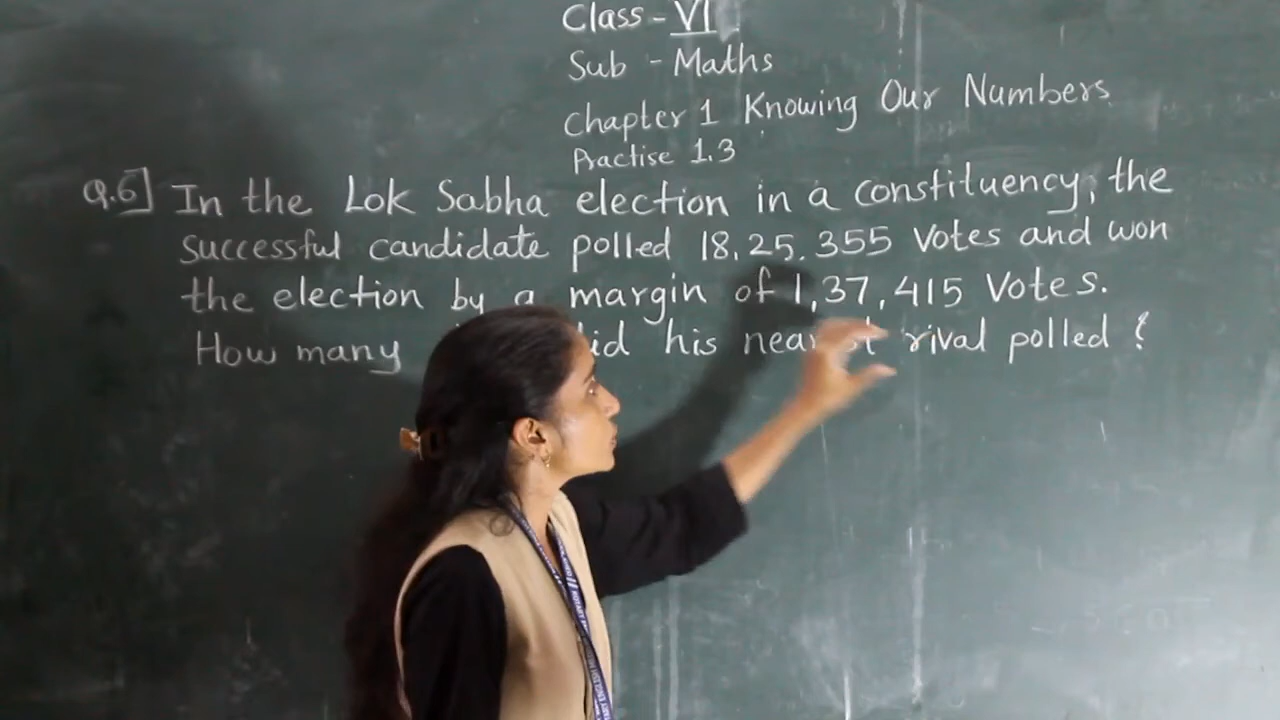 Class - VI
Sub - Maths
Chapter 1 Knowing Our Numbers
Practise 1.3
Q.6] In the Lok Sabha election in a constituency, the
successful candidate polled 18,25,355 Votes and won
the election by a margin of 1,37,415 Votes.
How many did his nearest rival polled ?